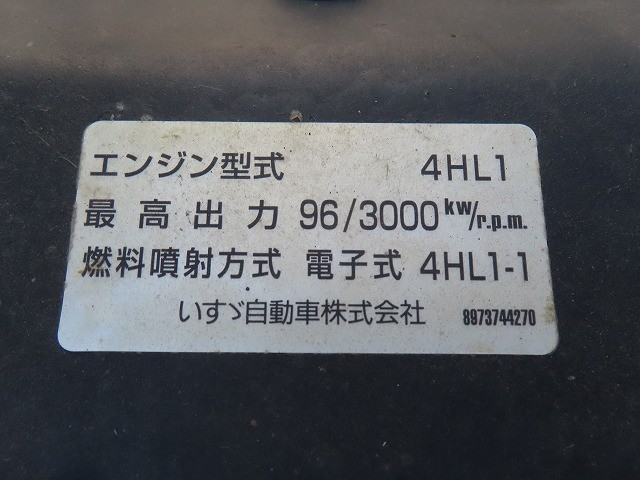 エンジン型式 4HL1
最高出力 96/3000 kw/r.p.m.
燃料噴射方式 電子式 4HL1-1
いすゞ自動車株式会社 8973744270